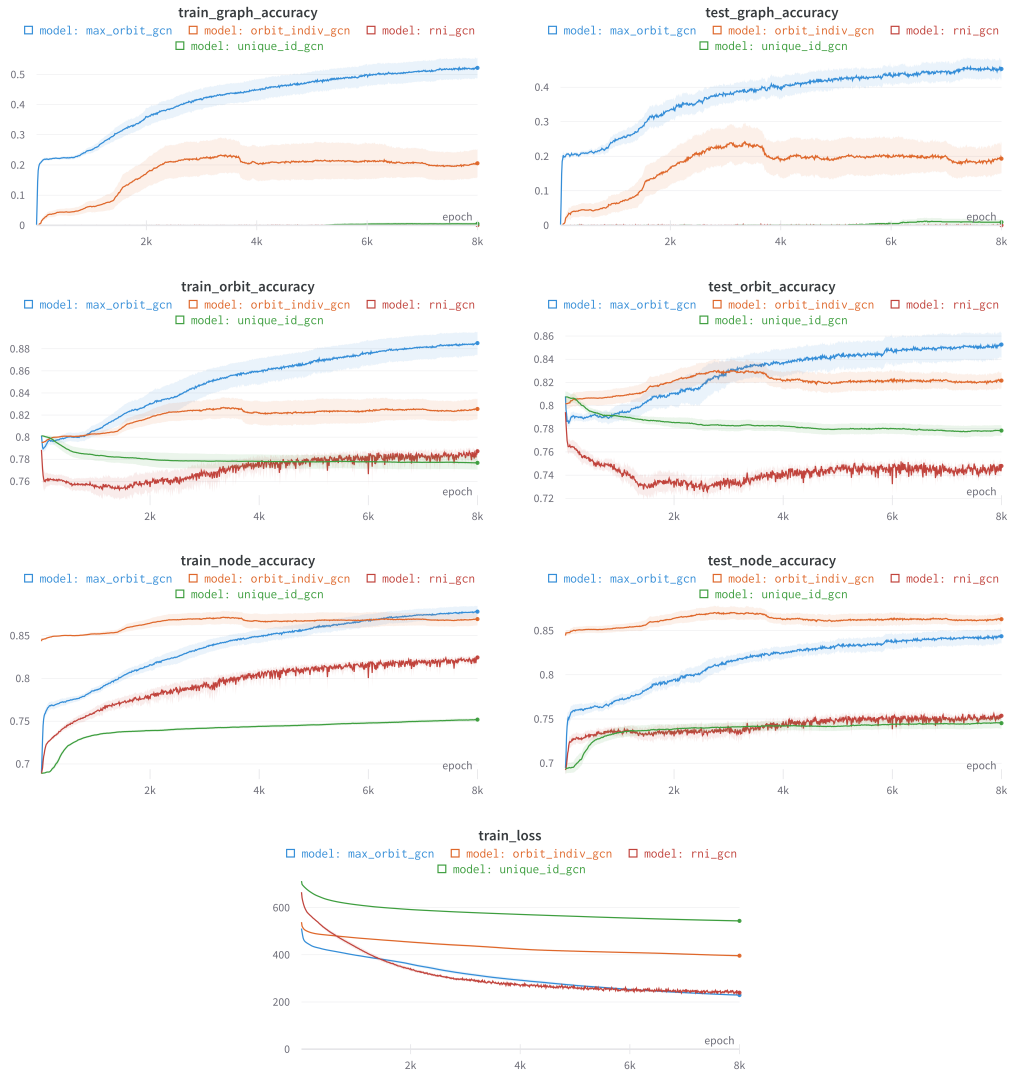 train_graph_accuracy
model: max_orbit_gcn model: orbit_indiv_gcn model: rni_gcn
model: unique_id_gcn
0.5
0.4
0.3
0.2
0.1
0
epoch
2k 4k 6k 8k
test_graph_accuracy
model: max_orbit_gcn model: orbit_indiv_gcn model: rni_gcn
model: unique_id_gcn
0.4
0.3
0.2
0.1
0
epoch
2k 4k 6k 8k
train_orbit_accuracy
model: max_orbit_gcn model: orbit_indiv_gcn model: rni_gcn
model: unique_id_gcn
0.88
0.86
0.84
0.82
0.8
0.78
0.76
epoch
2k 4k 6k 8k
test_orbit_accuracy
model: max_orbit_gcn model: orbit_indiv_gcn model: rni_gcn
model: unique_id_gcn
0.86
0.84
0.82
0.8
0.78
0.76
0.74
0.72
epoch
2k 4k 6k 8k
train_node_accuracy
model: max_orbit_gcn model: orbit_indiv_gcn model: rni_gcn
model: unique_id_gcn
0.85
0.8
0.75
0.7
epoch
2k 4k 6k 8k
test_node_accuracy
model: max_orbit_gcn model: orbit_indiv_gcn model: rni_gcn
model: unique_id_gcn
0.85
0.8
0.75
0.7
epoch
2k 4k 6k 8k
train_loss
model: max_orbit_gcn model: orbit_indiv_gcn model: rni_gcn
model: unique_id_gcn
600
400
200
0
epoch
2k 4k 6k 8k